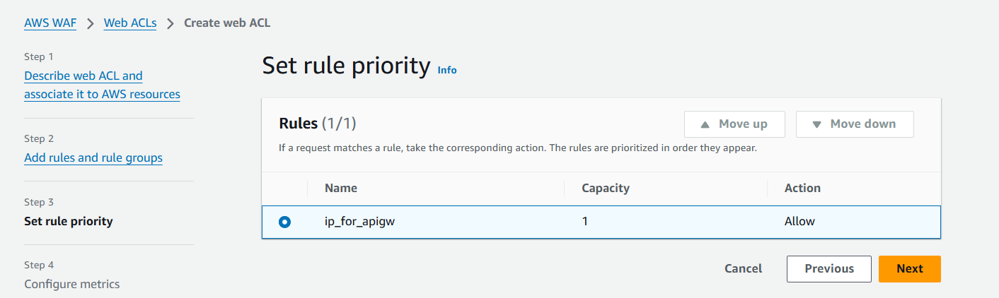 AWS WAF > Web ACLs > Create web ACL
Step 1
Describe web ACL and
associate it to AWS resources
Step 2
Add rules and rule groups
Step 3
Set rule priority
Step 4
Configure metrics
Set rule priority Info
Rules (1/1)
Move up Move down
If a request matches a rule, take the corresponding action. The rules are prioritized in order they appear.
Name Capacity Action
ip_for_apigw 1 Allow
Cancel Previous Next